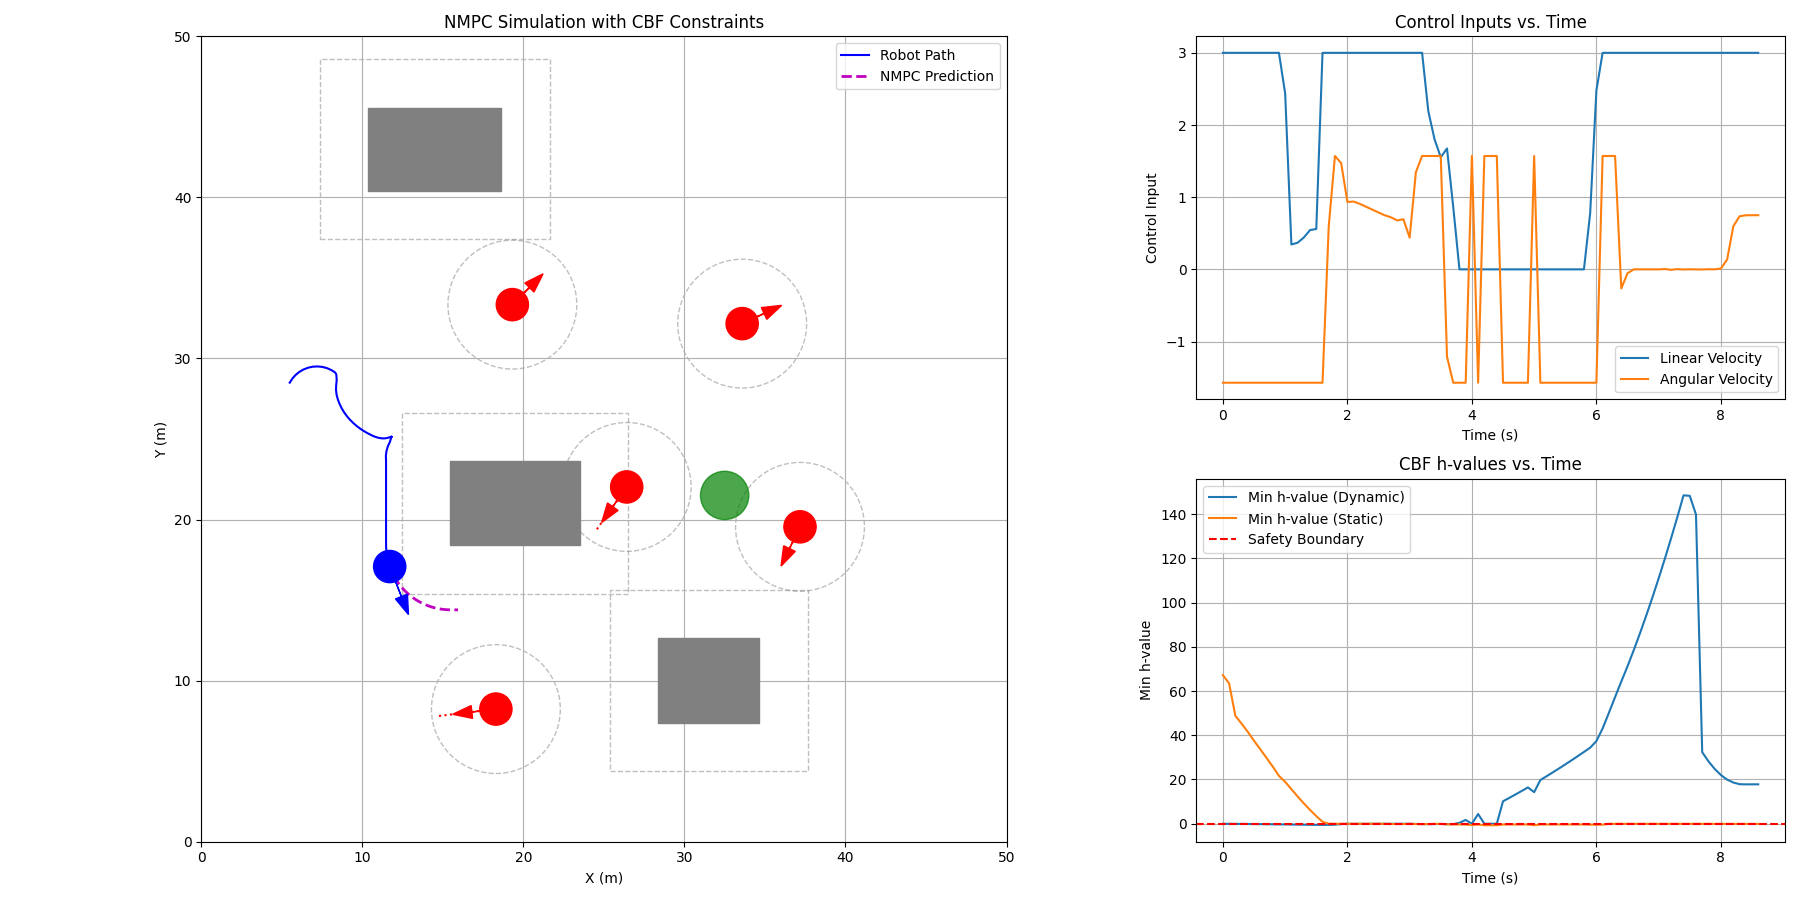 NMPC Simulation with CBF Constraints
Robot Path
NMPC Prediction
Y (m)
50
40
30
20
10
0
0 10 20 30 40 50
X (m)
Control Inputs vs. Time
Control Input
3
2
1
0
−1
Linear Velocity
Angular Velocity
0 2 4 6 8
Time (s)
CBF h-values vs. Time
Min h-value (Dynamic)
Min h-value (Static)
Safety Boundary
Min h-value
140
120
100
80
60
40
20
0
0 2 4 6 8
Time (s)